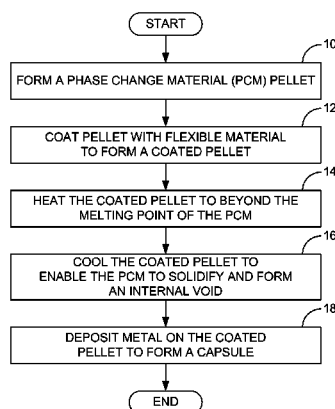 START
10
FORM A PHASE CHANGE MATERIAL (PCM) PELLET
12
COAT PELLET WITH FLEXIBLE MATERIAL
TO FORM A COATED PELLET
14
HEAT THE COATED PELLET TO BEYOND THE
MELTING POINT OF THE PCM
16
COOL THE COATED PELLET TO
ENABLE THE PCM TO SOLIDIFY AND FORM
AN INTERNAL VOID
18
DEPOSIT METAL ON THE COATED
PELLET TO FORM A CAPSULE
END